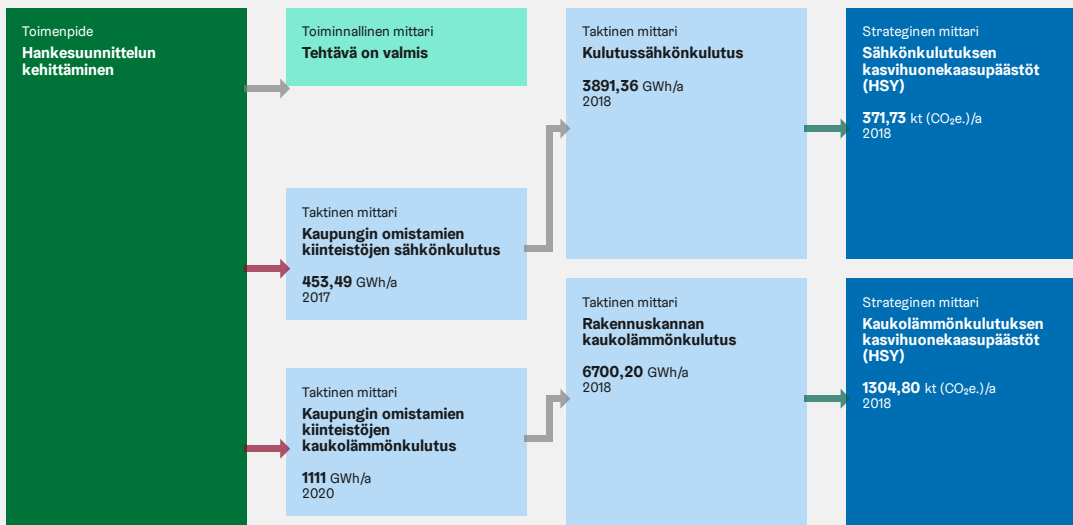 Toimenpide
Hankesuunnittelun
kehittäminen
Toiminnallinen mittari
Tehtävä on valmis
Taktinen mittari
Kaupungin omistamien
kiinteistöjen sähkönkulutus
453,49 GWh/a
2017
Taktinen mittari
Kaupungin omistamien
kiinteistöjen
kaukolämmönkulutus
1111 GWh/a
2020
Taktinen mittari
Kulutussähkönkulutus
3891,36 GWh/a
2018
Taktinen mittari
Rakennuskannan
kaukolämmönkulutus
6700,20 GWh/a
2018
Strateginen mittari
Sähkönkulutuksen
kasvihuonekaasupäästöt
(HSY)
371,73 kt (CO₂e.)/a
2018
Strateginen mittari
Kaukolämmönkulutuksen
kasvihuonekaasupäästöt
(HSY)
1304,80 kt (CO₂e.)/a
2018